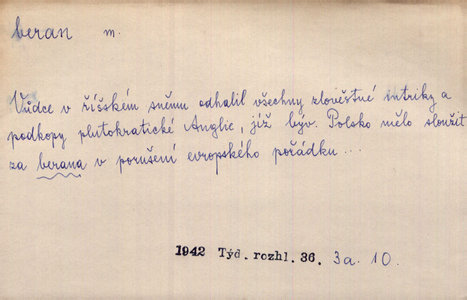 beran m.
Vůdce v říšském sněmu odhalil všechny zlověstné intriky a
podkopy plutokratické Anglie, jíž býv. Polsko mělo sloužit
za berana v porušení evropského pořádku...
1942 Týd. rozhl. 36. 3a. 10.